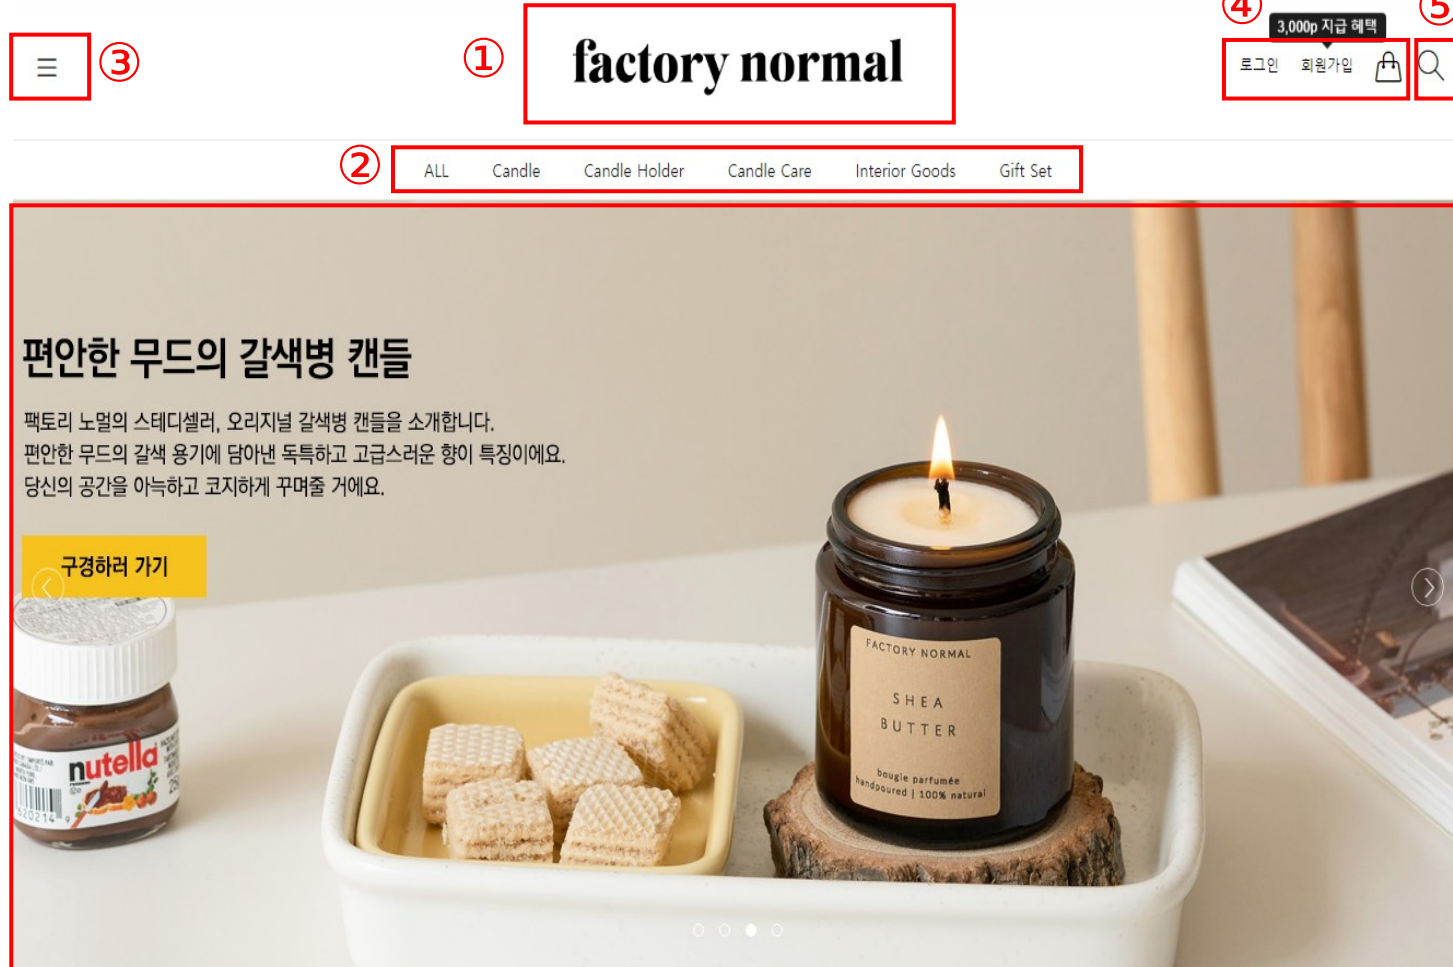 ④
3,000p 지급 혜택
⑤
③
①
factory normal
로그인 회원가입
②
ALL Candle Candle Holder Candle Care Interior Goods Gift Set
편안한 무드의 갈색병 캔들
팩토리 노멀의 스테디셀러, 오리지널 갈색병 캔들을 소개합니다.
편안한 무드의 갈색 용기에 담아낸 독특하고 고급스러운 향이 특징이에요.
당신의 공간을 아늑하고 코지하게 꾸며줄 거에요.
구경하러 가기
FACTORY NORMAL
SHEA
BUTTER
bougie parfumée
handpoured | 100% natural
nutella